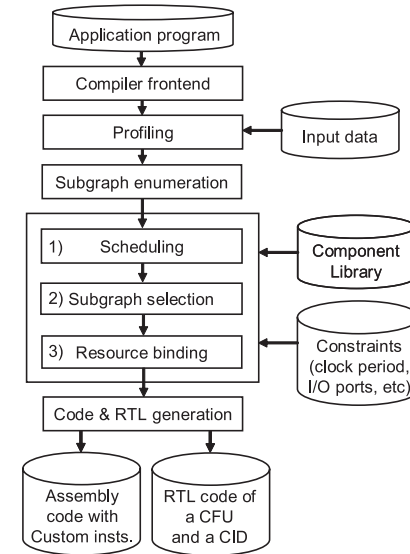 Application program
Compiler frontend
Profiling
Input data
Subgraph enumeration
1) Scheduling
Component
Library
2) Subgraph selection
3) Resource binding
Constraints
(clock period,
I/O ports, etc)
Code & RTL generation
Assembly
code with
Custom insts.
RTL code of
a CFU
and a CID